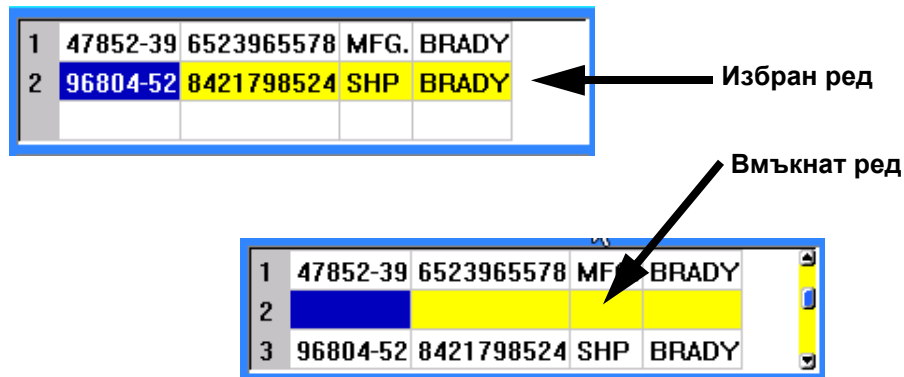 1 47852-39 6523965578 MFG. BRADY
2 96804-52 8421798524 SHP BRADY
Избран ред
Вмъкнат ред
1 47852-39 6523965578 MFG BRADY
2
3 96804-52 8421798524 SHP BRADY